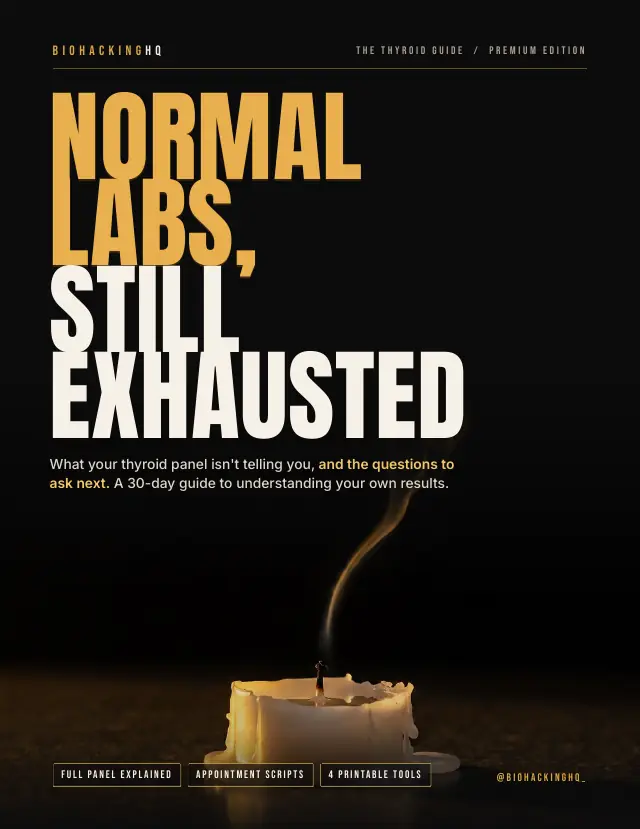 BIOHACKINGHQ
THE THYROID GUIDE / PREMIUM EDITION
NORMAL
LABS,
STILL
EXHAUSTED
What your thyroid panel isn't telling you, and the questions to
ask next. A 30-day guide to understanding your own results.
FULL PANEL EXPLAINED
APPOINTMENT SCRIPTS
4 PRINTABLE TOOLS
@BIOHACKINGHQ_